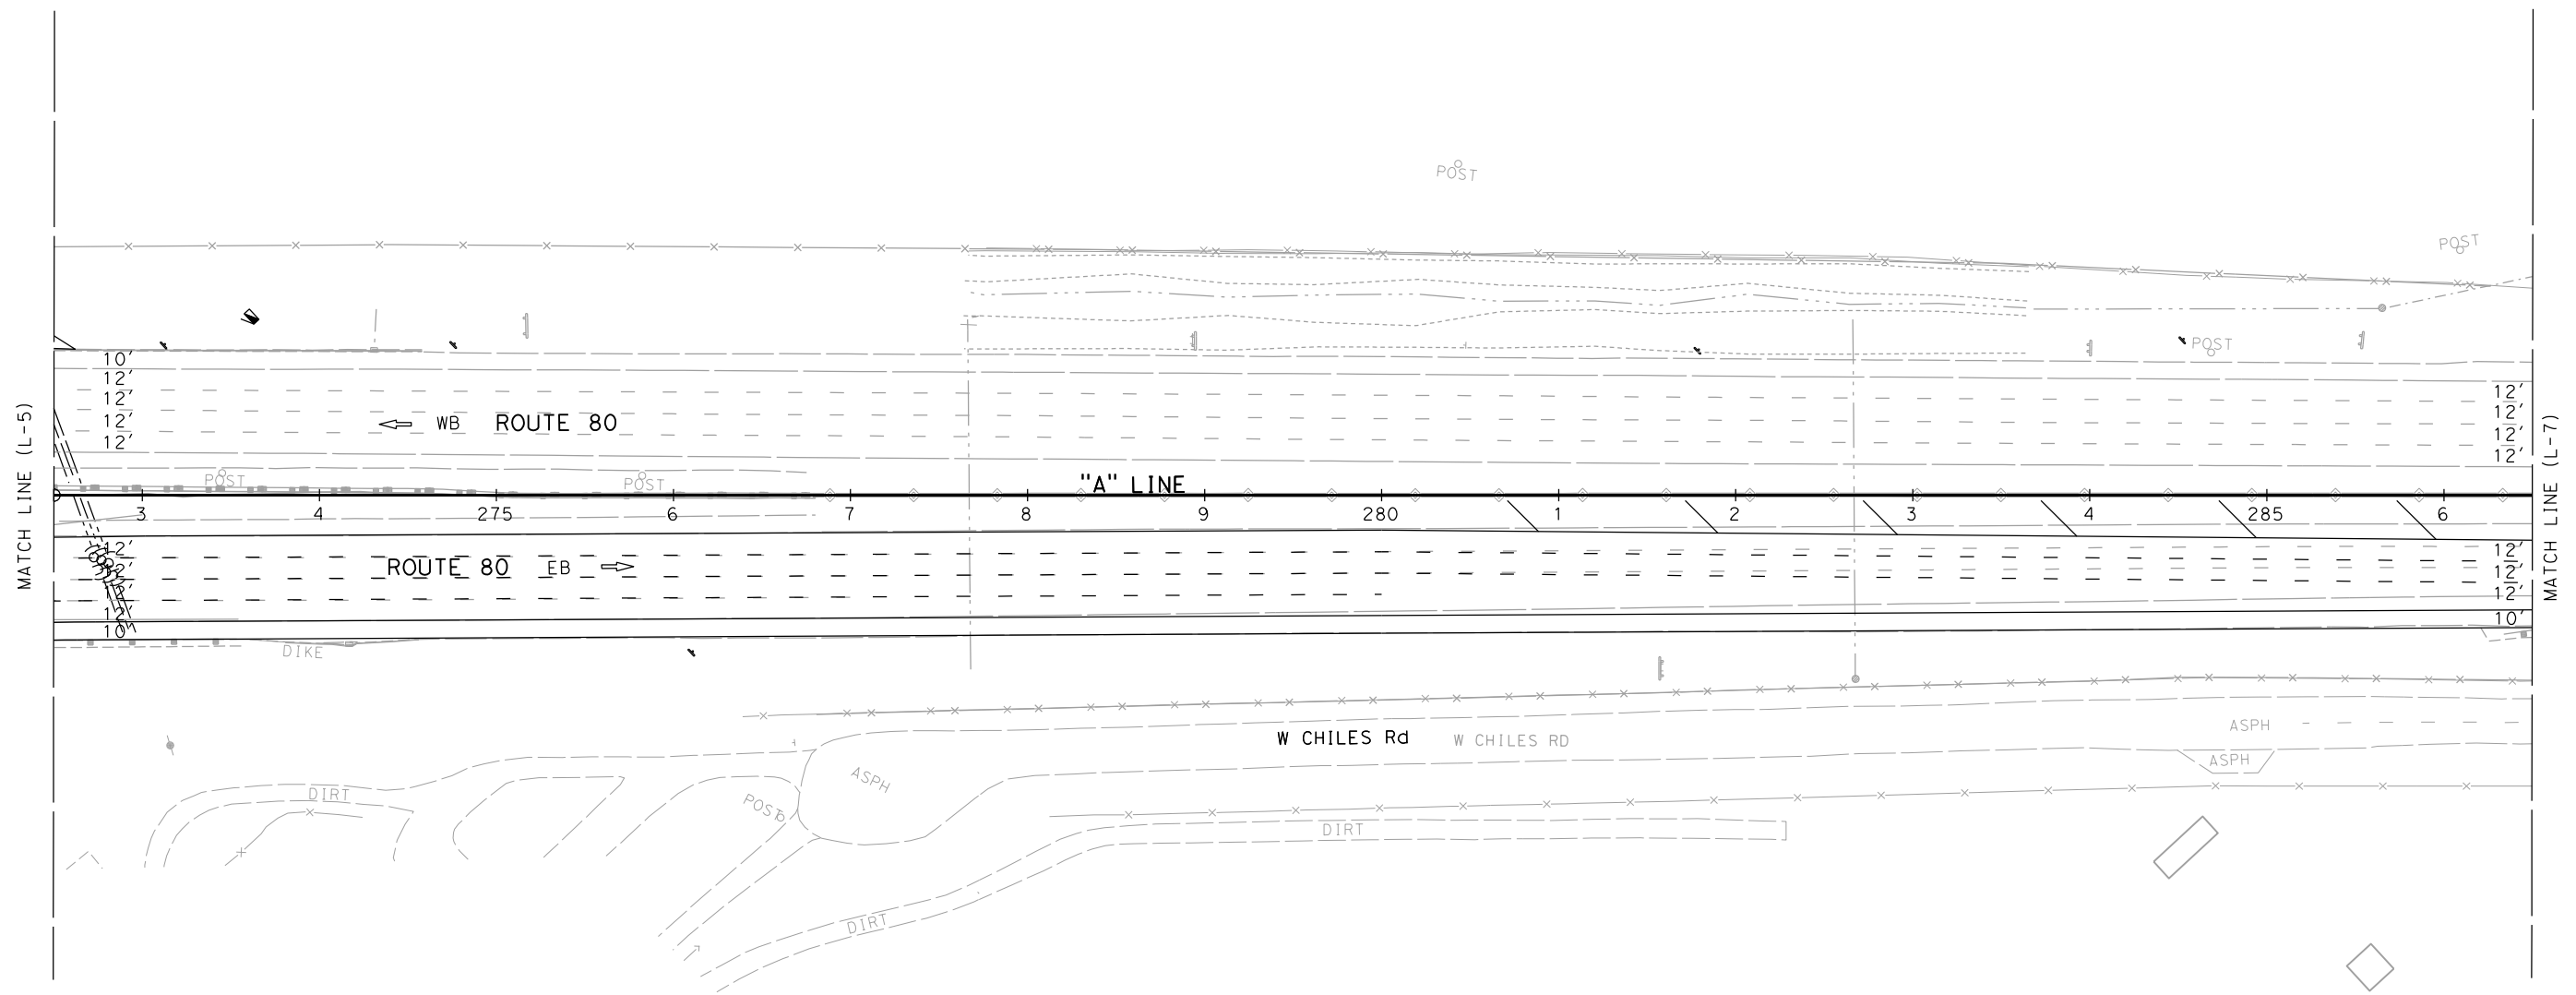 POST
POST
10'
12'
12'
12'
12'
POST
12'
12'
12'
12'
MATCH LINE (L-5)
WB ROUTE 80
MATCH LINE (L-7)
POST
POST
"A" LINE
3 4 275 6 7 8 9 280 1 2 3 4 285 6
12'
12'
12'
12'
10'
ROUTE 80 EB
12'
12'
12'
10'
DIKE
W CHILES Rd
W CHILES RD
ASPH
ASPH
ASPH
DIRT
POST
DIRT
DIRT